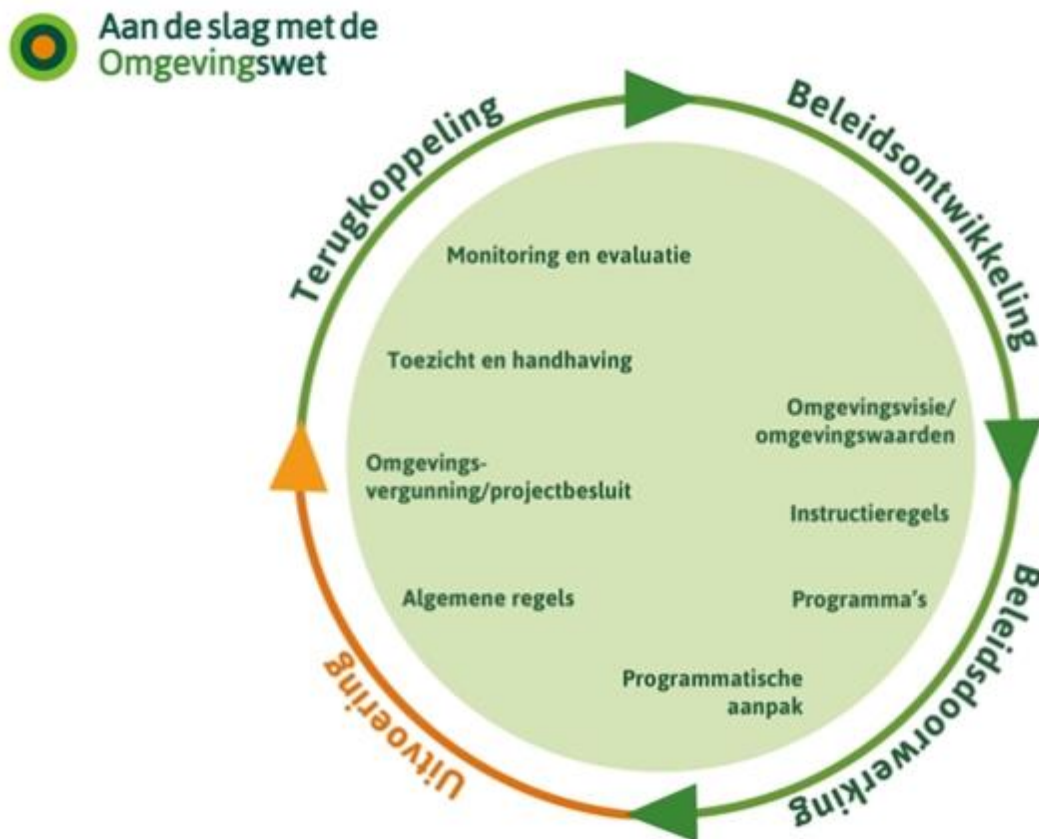 Aan de slag met de
Omgevingswet
Terugkoppeling
Beleidsontwikkeling
Monitoring en evaluatie
Toezicht en handhaving
Omgevingsvisie/
omgevingswaarden
Omgevings-
vergunning/projectbesluit
Instructieregels
Algemene regels
Programma's
Programmatische
aanpak
Uitvoering
Beleidsdoorwerking